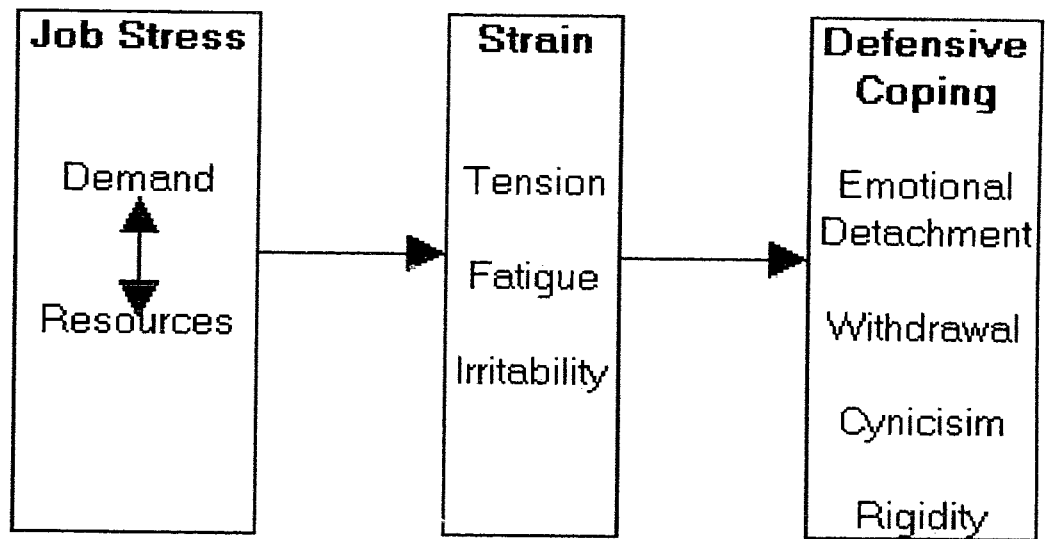 Job Stress
Demand
Resources
Strain
Tension
Fatigue
Irritability
Defensive
Coping
Emotional
Detachment
Withdrawal
Cynicisim
Rigidity